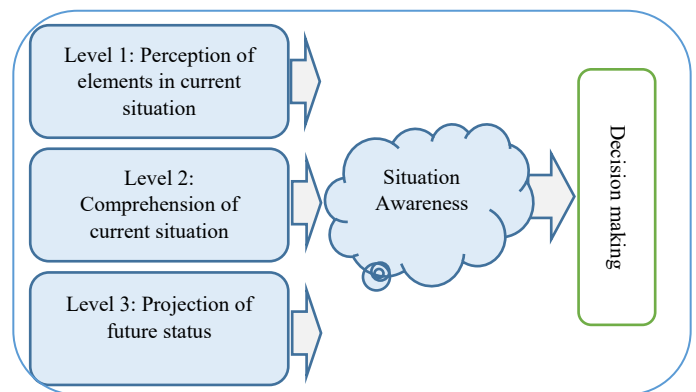 Level 1: Perception of
elements in current
situation
Level 2:
Comprehension of
current situation
Level 3: Projection of
future status
Situation
Awareness
Decision making